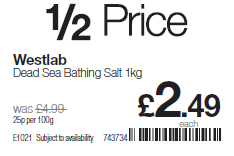 1/2 Price
Westlab
Dead Sea Bathing Salt 1kg
was £4.99
25p per 100g
£2.49
each
E1021 Subject to availability 743734